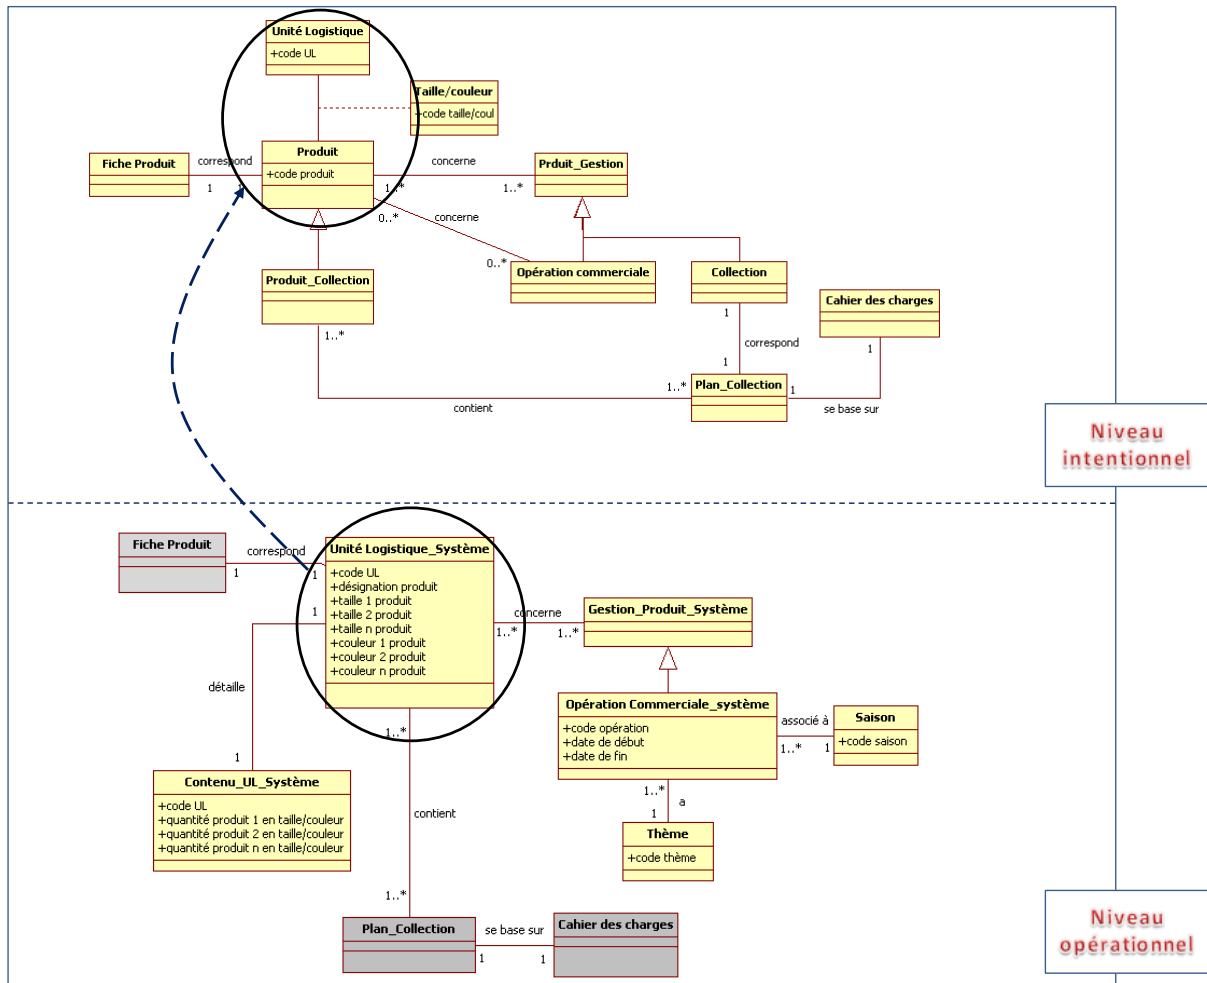 Unité Logistique
+code UL
Taille/couleur
+code taille/coul
Produit
+code produit
Fiche Produit
correspond
1
1
concerne
1..*
1..*
Prduit_Gestion
0..*
concerne
0..*
Opération commerciale
Collection
Produit_Collection
1..*
Cahier des charges
1
correspond
1
1
1..*
Plan_Collection
1
contient
se base sur
Niveau
intentionnel
Fiche Produit
correspond
1
1
Unité Logistique_Système
+code UL
+désignation produit
+taille 1 produit
+taille 2 produit
+taille n produit
+couleur 1 produit
+couleur 2 produit
+couleur n produit
1
détaille
1
concerne
1..*
1..*
Gestion_Produit_Système
Opération Commerciale_système
+code opération
+date de début
+date de fin
associé à
1..*
1
Saison
+code saison
1..*
a
1
Thème
+code thème
Contenu_UL_Système
+code UL
+quantité produit 1 en taille/couleur
+quantité produit 2 en taille/couleur
+quantité produit n en taille/couleur
1..*
contient
1..*
Plan_Collection
se base sur
1
1
Cahier des charges
Niveau
opérationnel